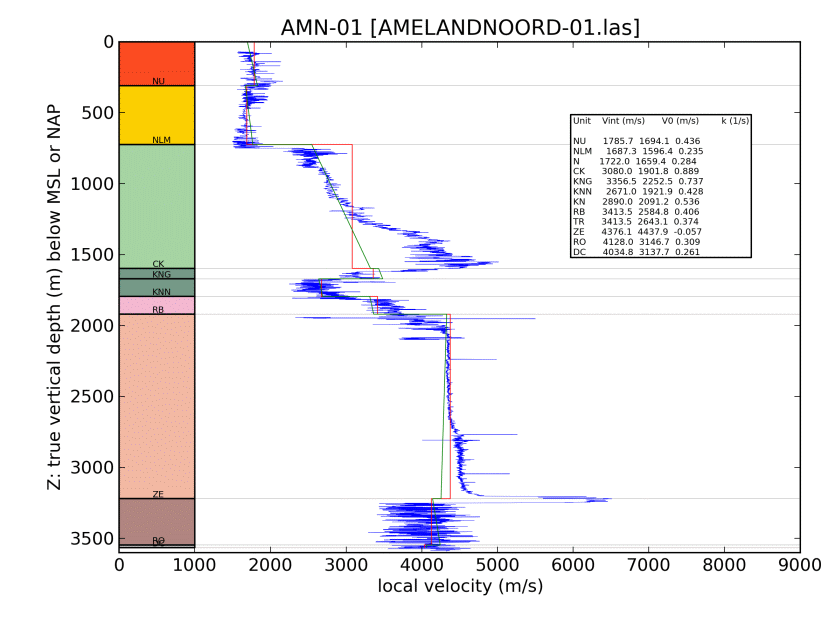 AMN-01 [AMELANDNOORD-01.las]
Z: true vertical depth (m) below MSL or NAP
0
500
1000
1500
2000
2500
3000
3500
NU
NLM
CK
KNG
KNN
RB
ZE
RO
DC
Unit Vint (m/s) V0 (m/s) k (1/s)
NU 1785.7 1694.1 0.436
NLM 1687.3 1596.4 0.235
N 1722.0 1659.4 0.284
CK 3080.0 1901.8 0.889
KNG 3356.5 2252.5 0.737
KNN 2671.0 1921.9 0.428
KN 2890.0 2091.2 0.536
RB 3413.5 2584.8 0.406
TR 3413.5 2643.1 0.374
ZE 4376.1 4437.9 -0.057
RO 4128.0 3146.7 0.309
DC 4034.8 3137.7 0.261
0 1000 2000 3000 4000 5000 6000 7000 8000 9000
local velocity (m/s)